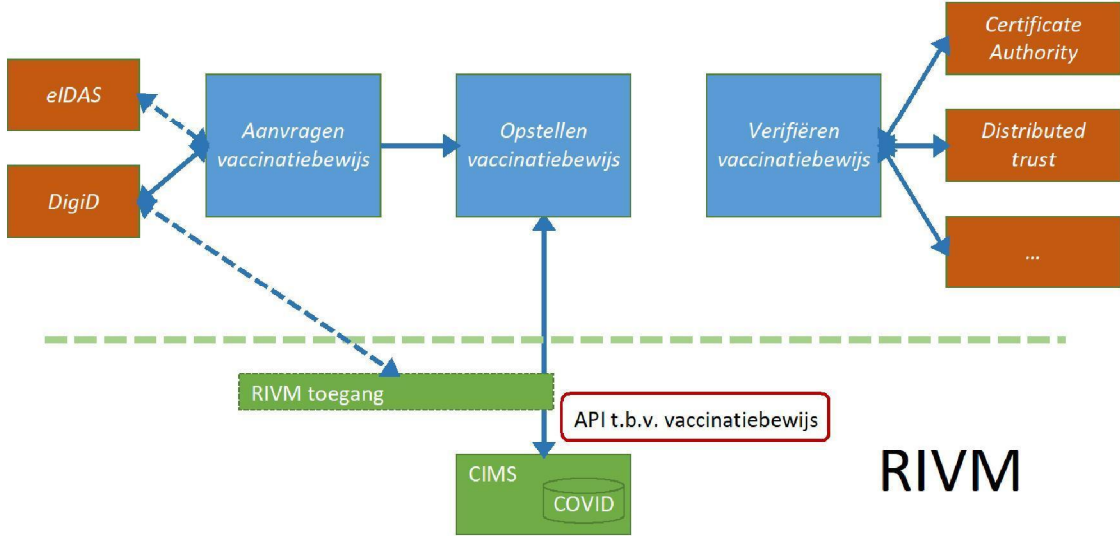 Certificate
Authority
eIDAS
Aanvragen
vaccinatiebewijs
Opstellen
vaccinatiebewijs
Verifiëren
vaccinatiebewijs
Distributed
trust
DigiD
...
RIVM toegang
API t.b.v. vaccinatiebewijs
CIMS
COVID
RIVM